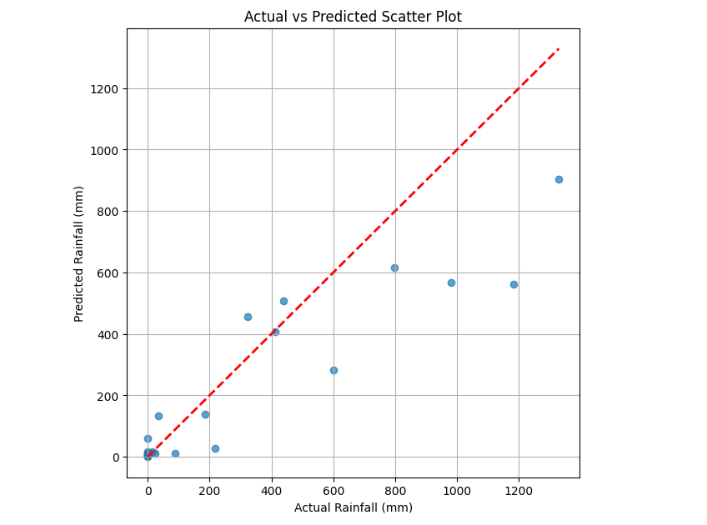 Actual vs Predicted Scatter Plot
Predicted Rainfall (mm)
1200
1000
800
600
400
200
0
0 200 400 600 800 1000 1200
Actual Rainfall (mm)